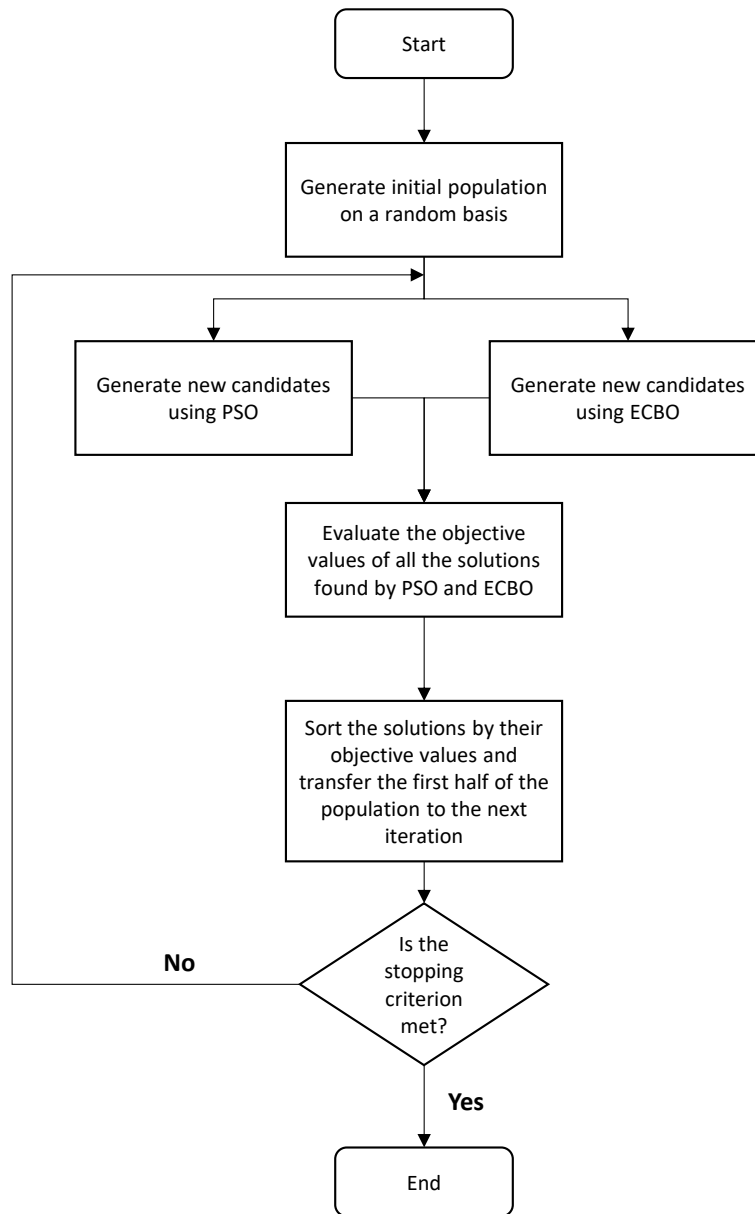 Start
Generate initial population
on a random basis
Generate new candidates
using PSO
Generate new candidates
using ECBO
Evaluate the objective
values of all the solutions
found by PSO and ECBO
Sort the solutions by their
objective values and
transfer the first half of the
population to the next
iteration
Is the
stopping
criterion
met?
No
Yes
End